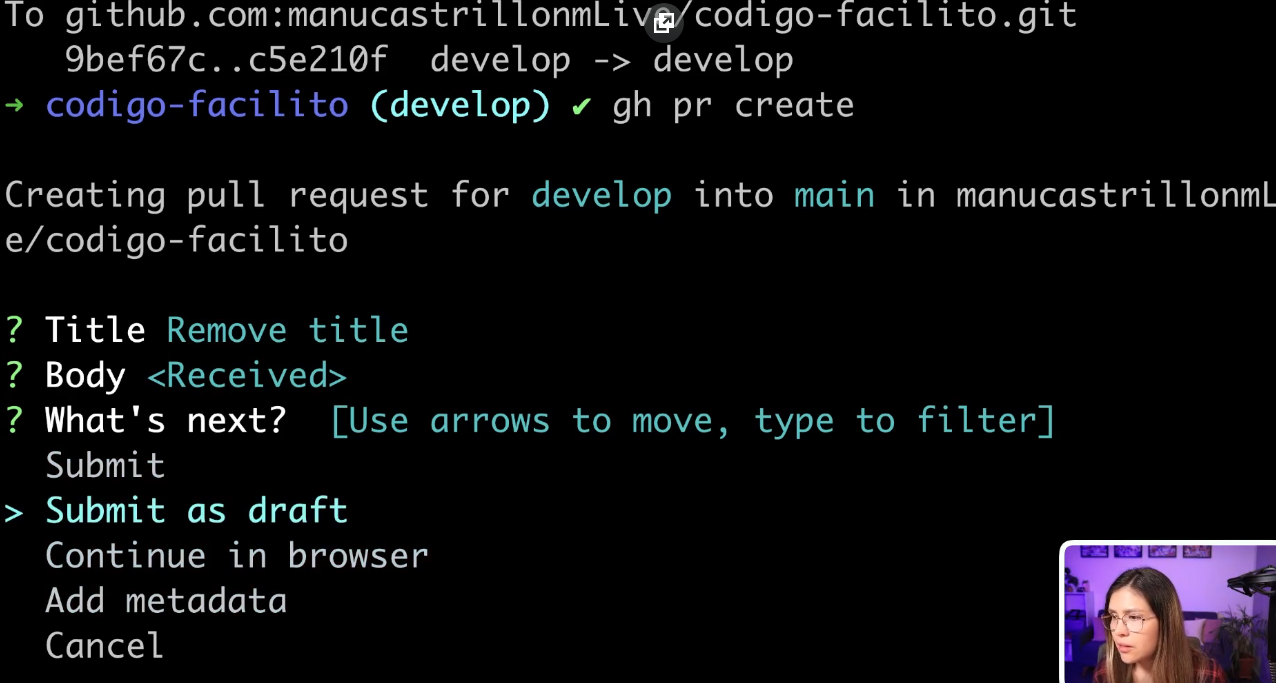 To github.com:manucastrillonmLive/codigo-facilito.git
9bef67c..c5e210f develop -> develop
→ codigo-facilito (develop) ✔ gh pr create
Creating pull request for develop into main in manucastrillonmL
e/codigo-facilito
? Title Remove title
? Body <Received>
? What's next? [Use arrows to move, type to filter]
Submit
> Submit as draft
Continue in browser
Add metadata
Cancel